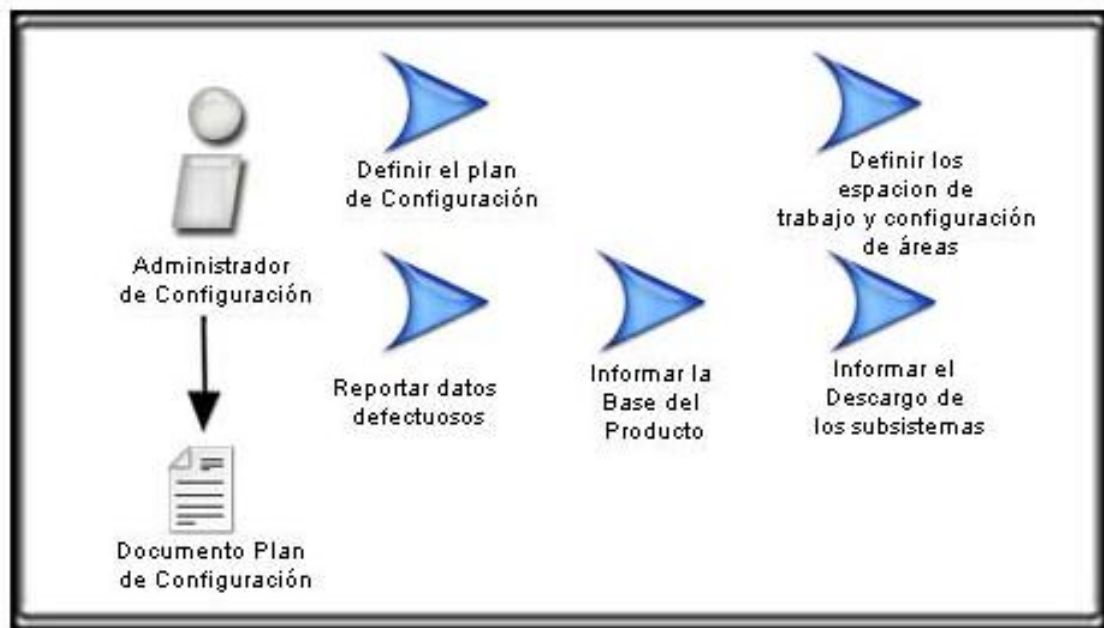 Administrador
de Configuración
Definir el plan
de Configuración
Definir los
espacion de
trabajo y configuración
de áreas
Reportar datos
defectuosos
Informar la
Base del
Producto
Informar el
Descargo de
los subsistemas
Documento Plan
de Configuración